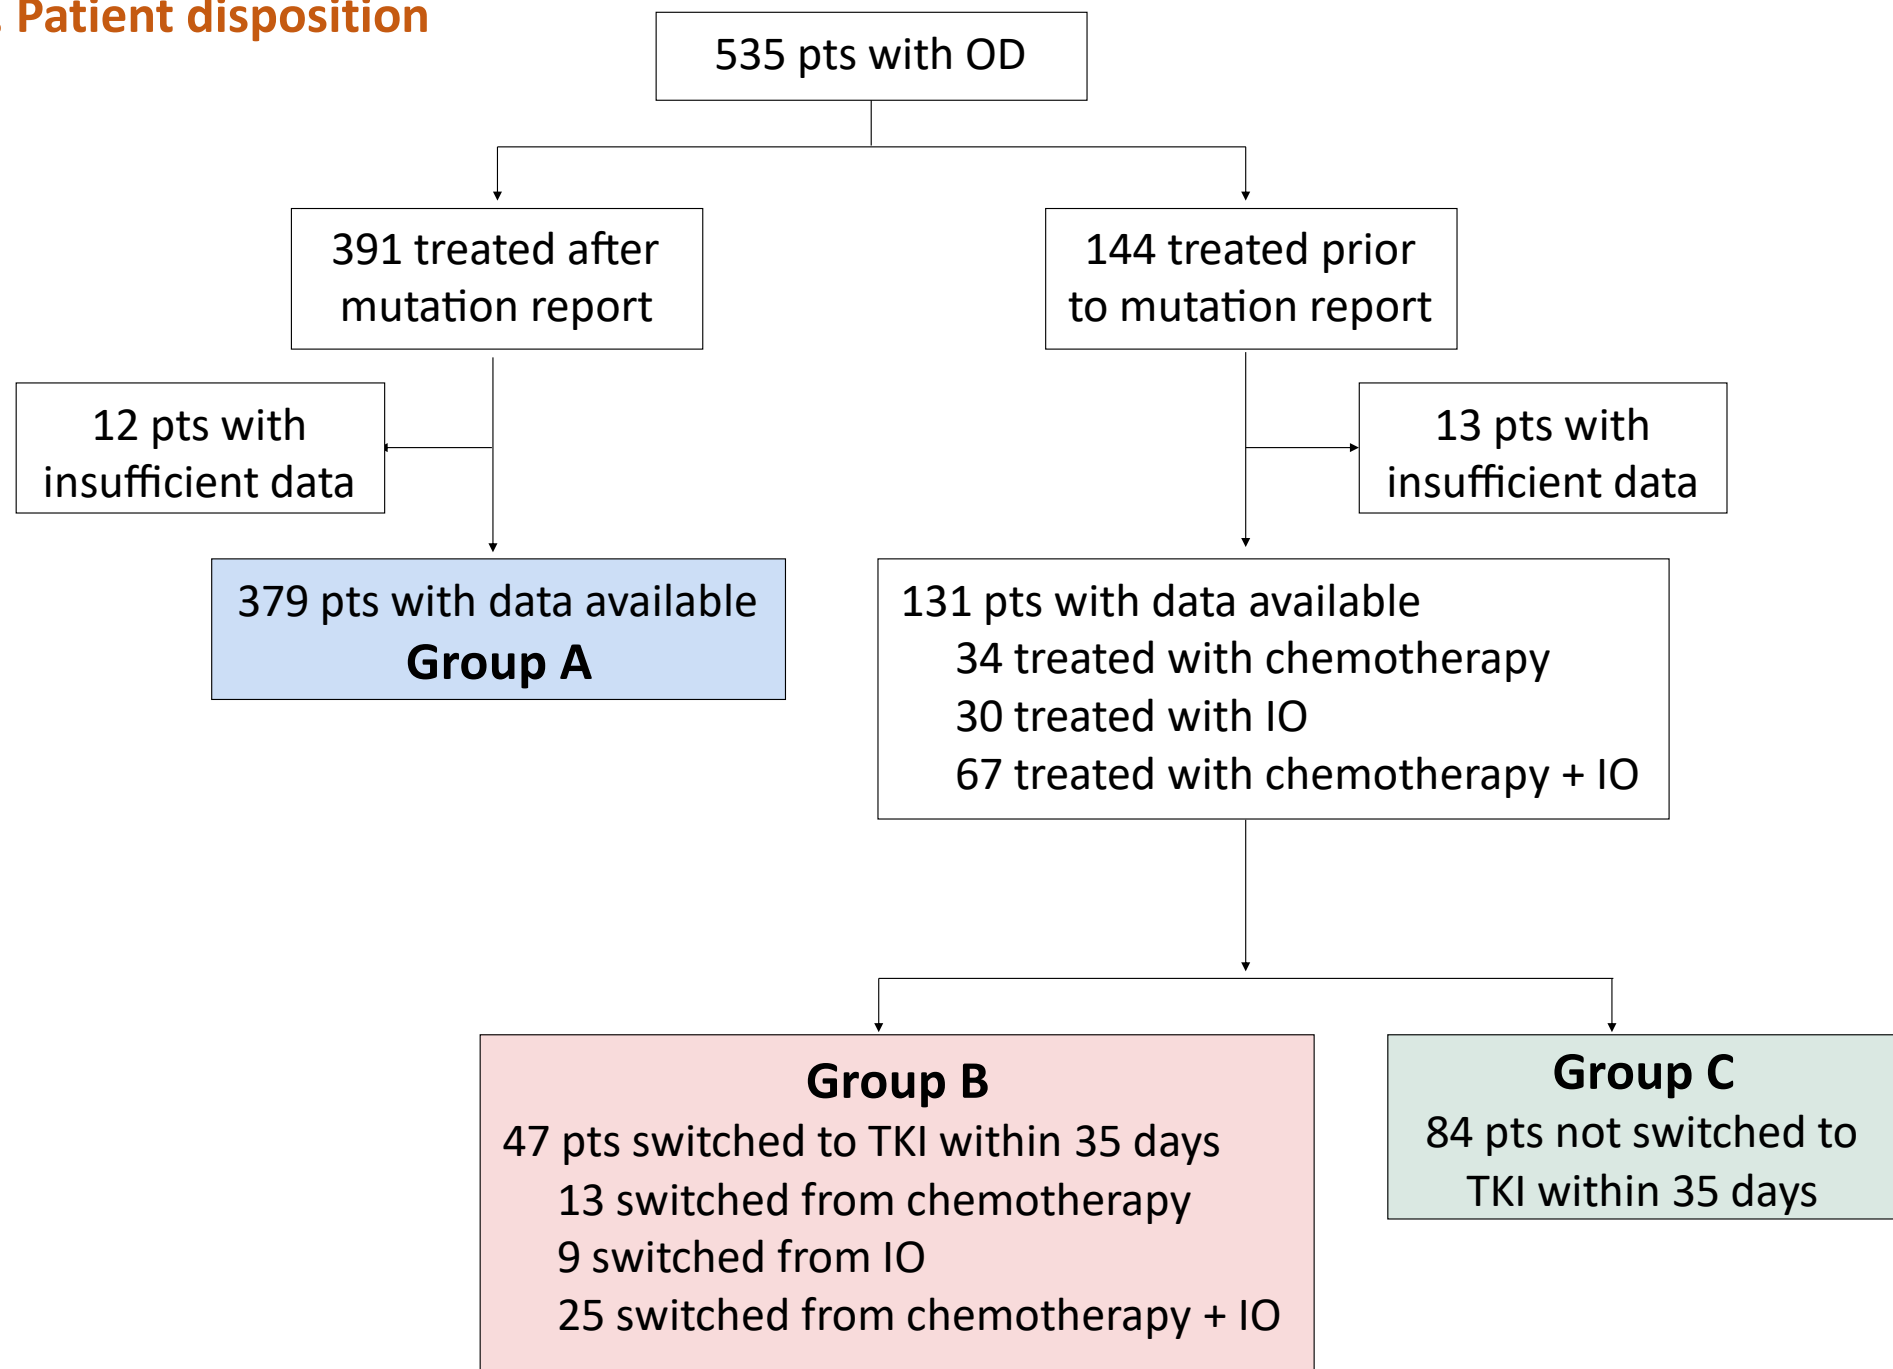 Patient disposition
535 pts with OD
391 treated after
mutation report
144 treated prior
to mutation report
12 pts with
insufficient data
13 pts with
insufficient data
379 pts with data available
Group A
131 pts with data available
34 treated with chemotherapy
30 treated with IO
67 treated with chemotherapy + IO
Group B
47 pts switched to TKI within 35 days
13 switched from chemotherapy
9 switched from IO
25 switched from chemotherapy + IO
Group C
84 pts not switched to
TKI within 35 days